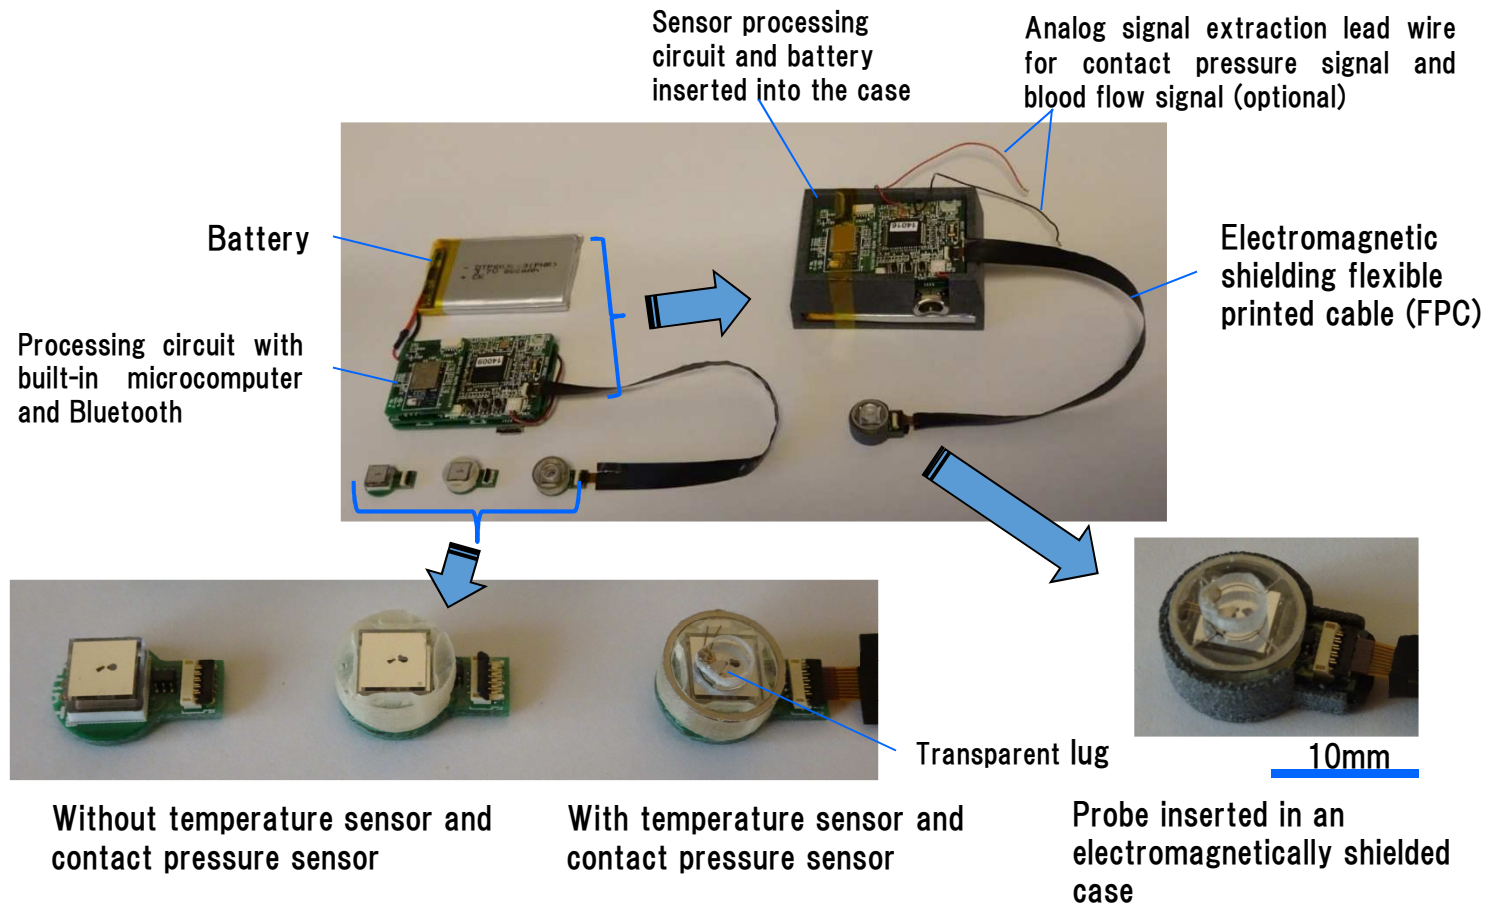 Sensor processing
circuit and battery
inserted into the case
Analog signal extraction lead wire
for contact pressure signal and
blood flow signal (optional)
Battery
Electromagnetic
shielding flexible
printed cable (FPC)
Processing circuit with
built-in microcomputer
and Bluetooth
14016
14009
Transparent lug
10mm
Without temperature sensor and
contact pressure sensor
With temperature sensor and
contact pressure sensor
Probe inserted in an
electromagnetically shielded
case